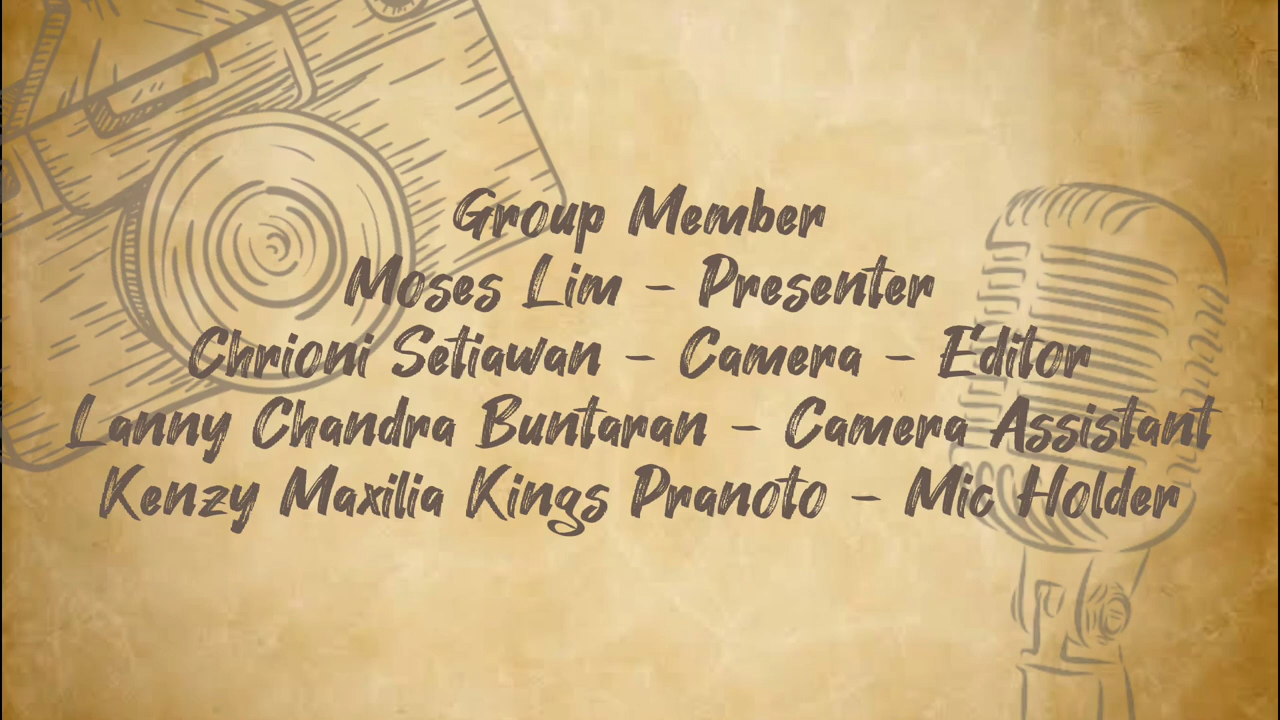 Group Member
Moses Lim - Presenter
Chrioni Setiawan - Camera - Editor
Lanny Chandra Buntaran - Camera Assistant
Kenzy Maxilia Kings Pranoto - Mic Holder